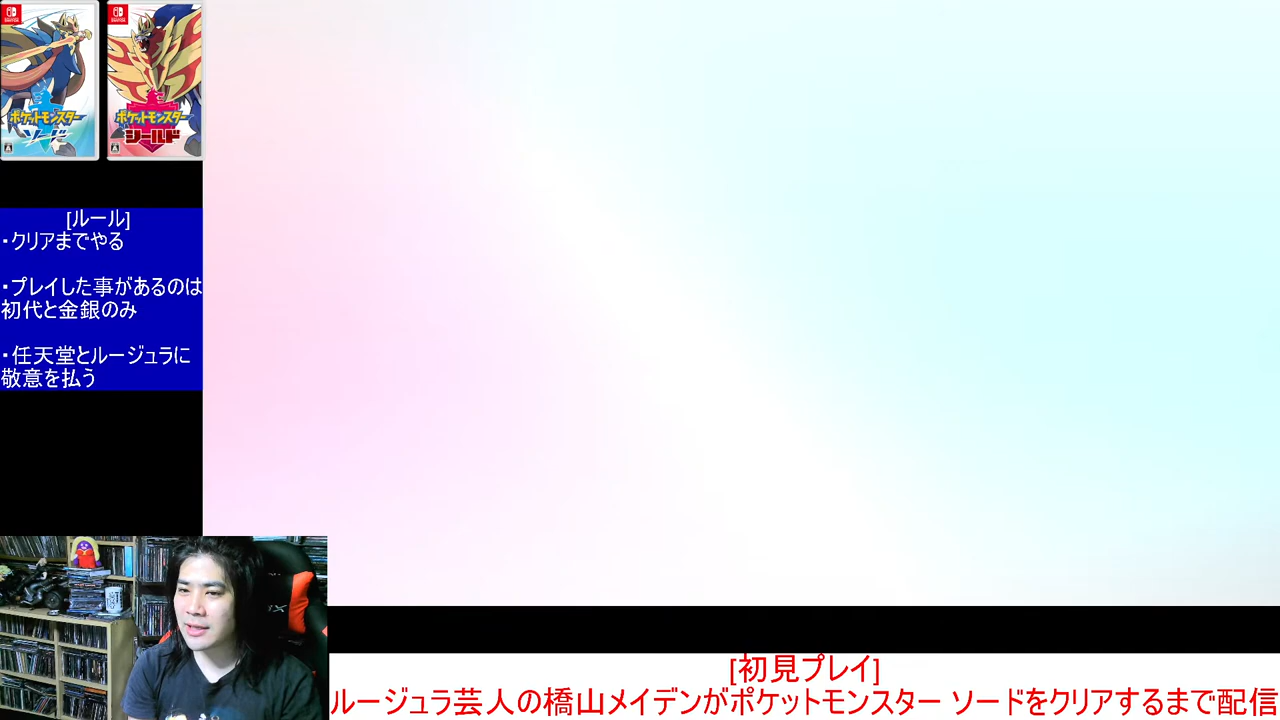 ポケットモンスター
ソード
ポケットモンスター
シールド
[ルール]
・クリアまでやる
・プレイした事があるのは
初代と金銀のみ
・任天堂とルージュラに
敬意を払う
[初見プレイ]
ルージュラ芸人の橋山メイデンがポケットモンスター ソードをクリアするまで配信